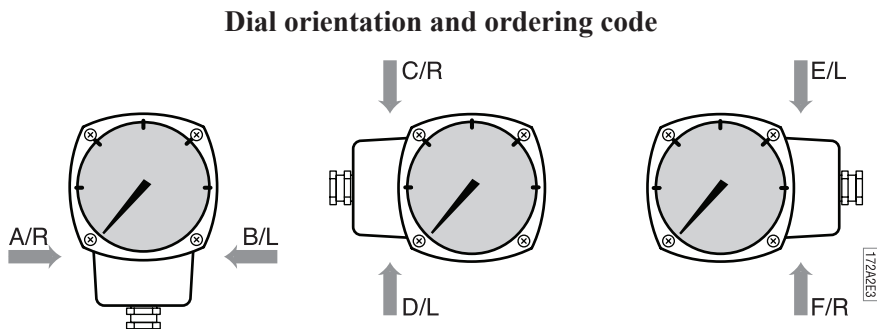 Dial orientation and ordering code
C/R
E/L
A/R
B/L
D/L
F/R
172A2E3